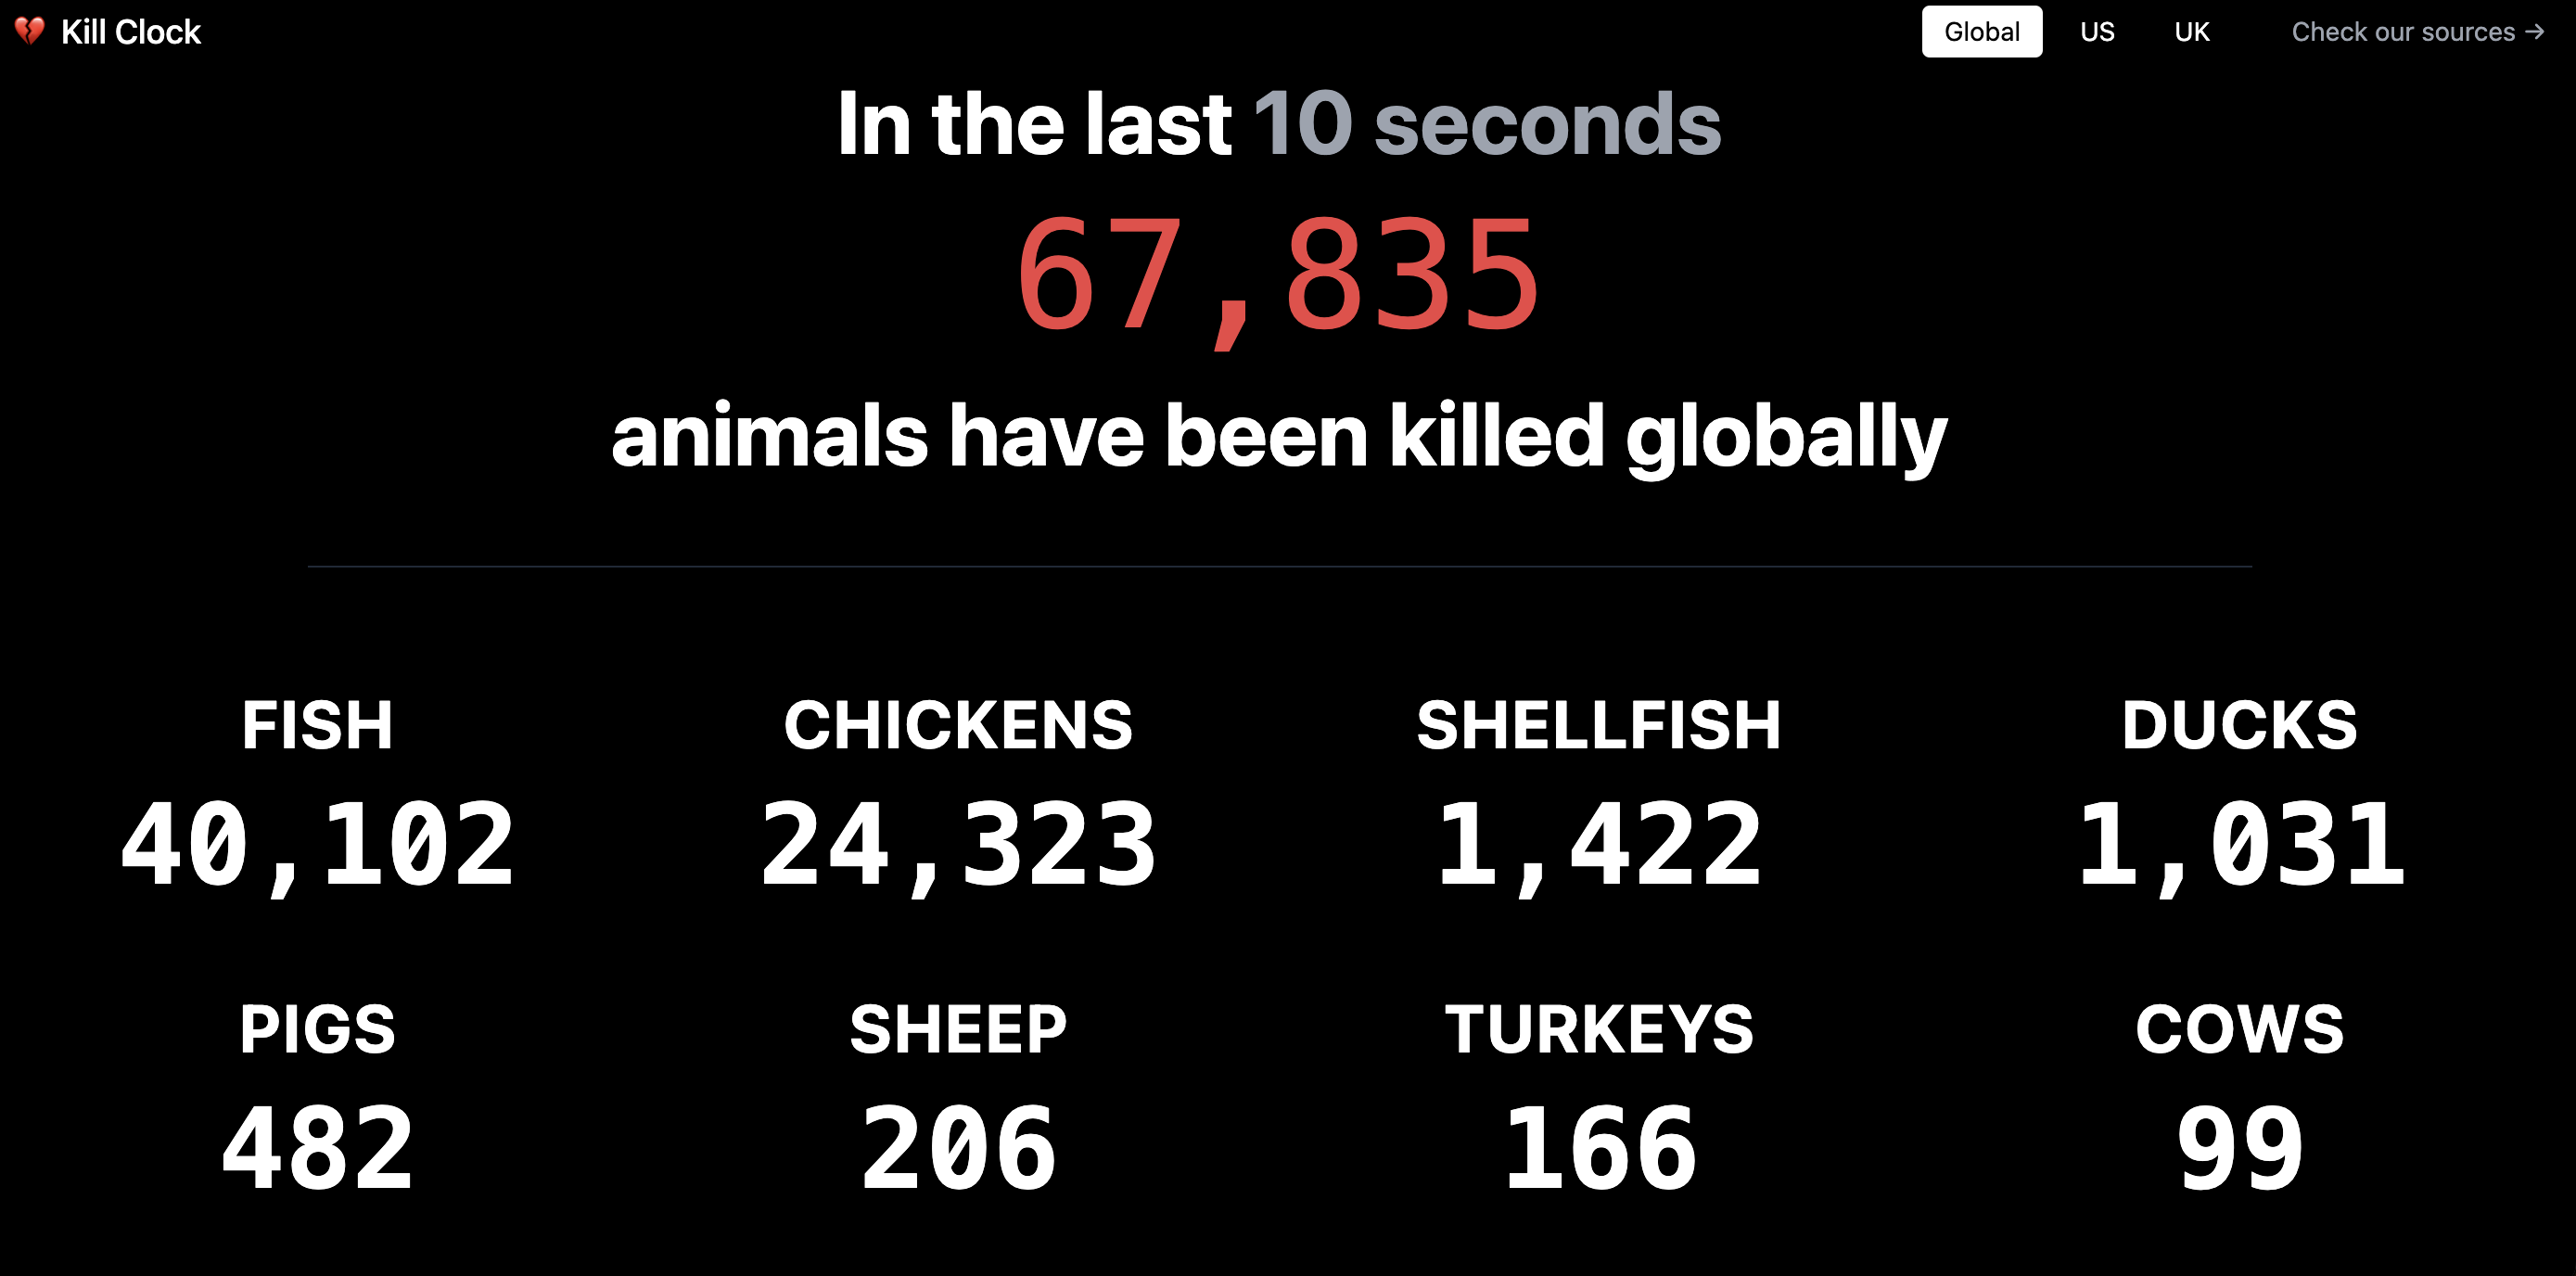 💔 Kill Clock
Global US UK Check our sources →
In the last 10 seconds
67,835
animals have been killed globally
FISH CHICKENS SHELLFISH DUCKS
40,102 24,323 1,422 1,031
PIGS SHEEP TURKEYS COWS
482 206 166 99